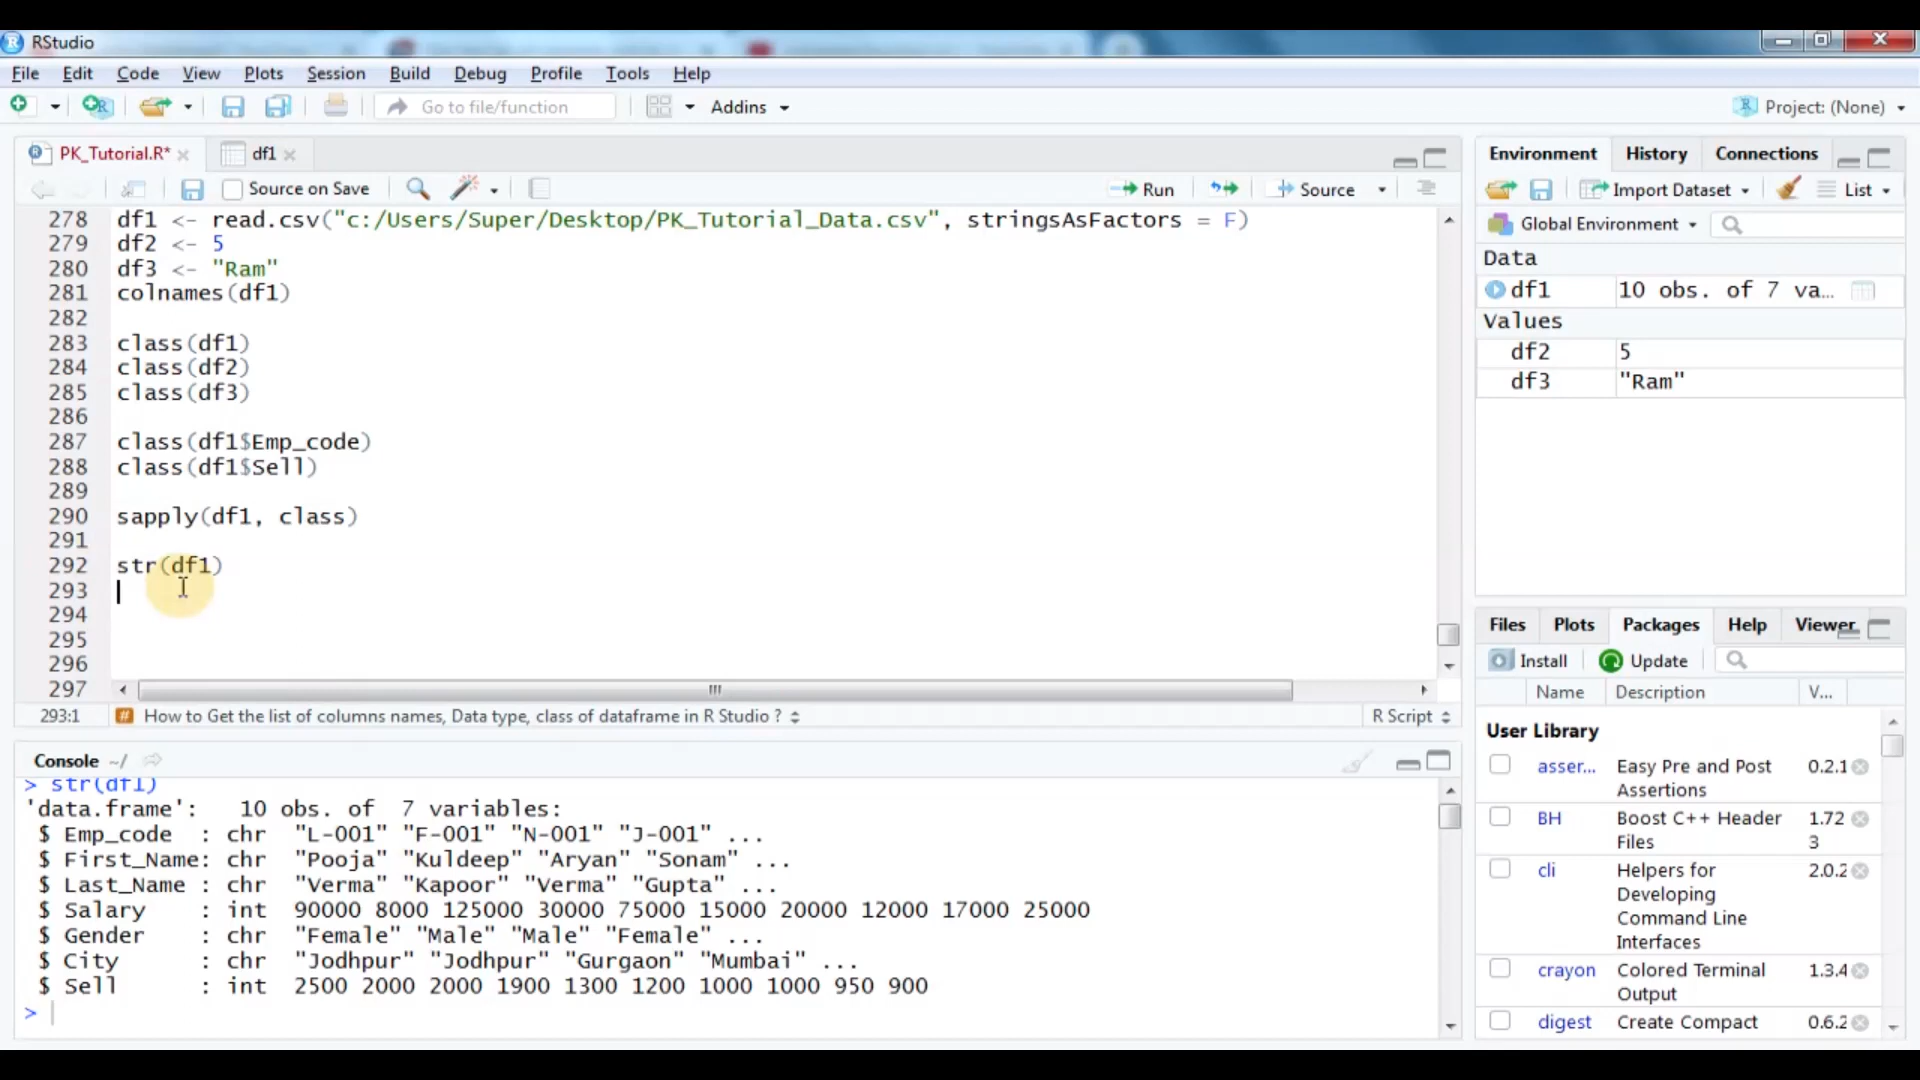 RStudio
File Edit Code View Plots Session Build Debug Profile Tools Help
Go to file/function Addins Project: (None)
PK_Tutorial.R* df1
Source on Save Run Source
278 df1 <- read.csv("c:/Users/Super/Desktop/PK_Tutorial_Data.csv", stringsAsFactors = F)
279 df2 <- 5
280 df3 <- "Ram"
281 colnames(df1)
282
283 class(df1)
284 class(df2)
285 class(df3)
286
287 class(df1$Emp_code)
288 class(df1$Sell)
289
290 sapply(df1, class)
291
292 str(df1)
293
294
295
296
297
293:1 How to Get the list of columns names, Data type, class of dataframe in R Studio ? R Script
Console ~/
> str(df1)
'data.frame': 10 obs. of 7 variables:
$ Emp_code : chr "L-001" "F-001" "N-001" "J-001" ...
$ First_Name: chr "Pooja" "Kuldeep" "Aryan" "Sonam" ...
$ Last_Name : chr "Verma" "Kapoor" "Verma" "Gupta" ...
$ Salary : int 90000 8000 125000 30000 75000 15000 20000 12000 17000 25000
$ Gender : chr "Female" "Male" "Male" "Female" ...
$ City : chr "Jodhpur" "Jodhpur" "Gurgaon" "Mumbai" ...
$ Sell : int 2500 2000 2000 1900 1300 1200 1000 1000 950 900
>
Environment History Connections
Import Dataset List
Global Environment
Data
df1 10 obs. of 7 va...
Values
df2 5
df3 "Ram"
Files Plots Packages Help Viewer
Install Update
Name Description V...
User Library
asser... Easy Pre and Post 0.2.1
Assertions
BH Boost C++ Header 1.72
Files 3
cli Helpers for 2.0.2
Developing
Command Line
Interfaces
crayon Colored Terminal 1.3.4
Output
digest Create Compact 0.6.2